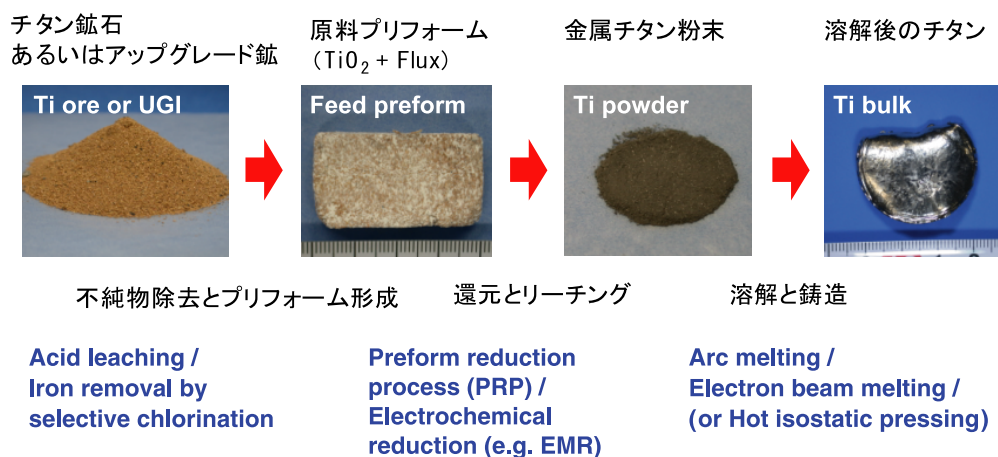 チタン鉱石
あるいはアップグレード鉱
原料プリフォーム
（TiO2 + Flux）
金属チタン粉末
溶解後のチタン
Ti ore or UGI
Feed preform
Ti powder
Ti bulk
不純物除去とプリフォーム形成
還元とリーチング
溶解と鋳造
Acid leaching /
Iron removal by
selective chlorination
Preform reduction
process (PRP) /
Electrochemical
reduction (e.g. EMR)
Arc melting /
Electron beam melting /
(or Hot isostatic pressing)